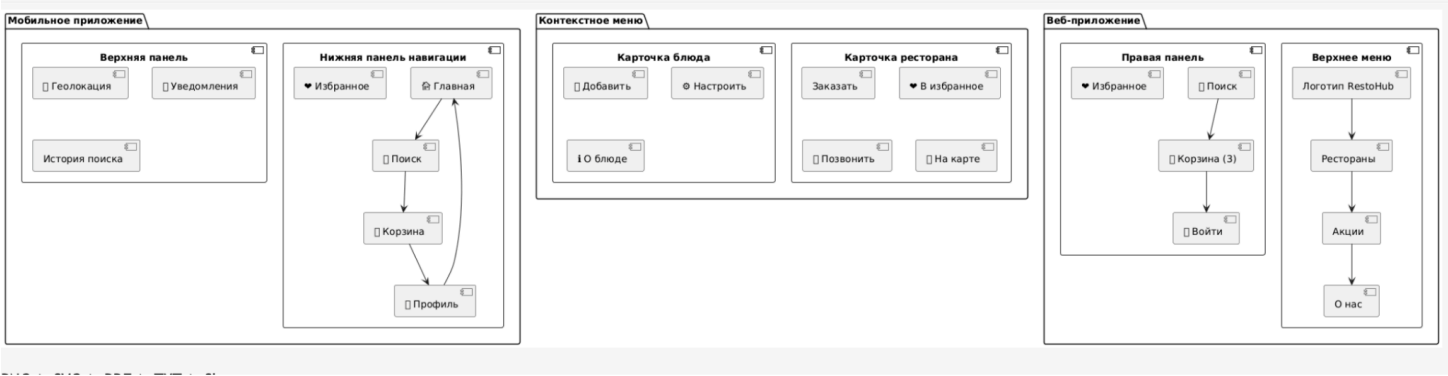 Мобильное приложение
Верхняя панель
Геолокация
Уведомления
История поиска
Нижняя панель навигации
❤ Избранное
🏠 Главная
Поиск
Корзина
Профиль
Контекстное меню
Карточка блюда
Добавить
⚙ Настроить
ℹ О блюде
Карточка ресторана
Заказать
❤ В избранное
Позвонить
На карте
Веб-приложение
Правая панель
❤ Избранное
Поиск
Корзина (3)
Войти
Верхнее меню
Логотип RestoHub
Рестораны
Акции
О нас